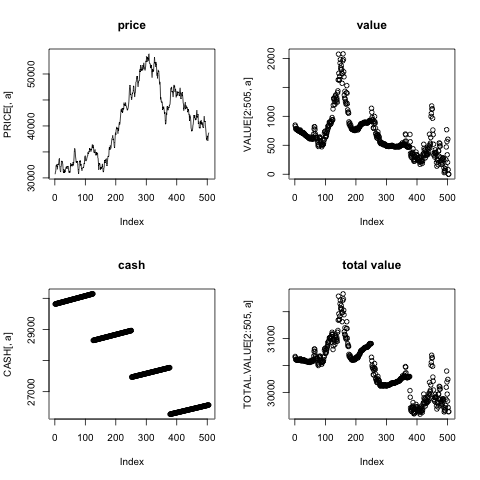 price
PRICE[, a]
30000 40000 50000
0 100 200 300 400 500
Index
value
VALUE[2:505, a]
0 500 1000 2000
0 100 200 300 400 500
Index
cash
CASH[, a]
27000 29000
0 100 200 300 400 500
Index
total value
TOTAL.VALUE[2:505, a]
30000 31000
0 100 200 300 400 500
Index